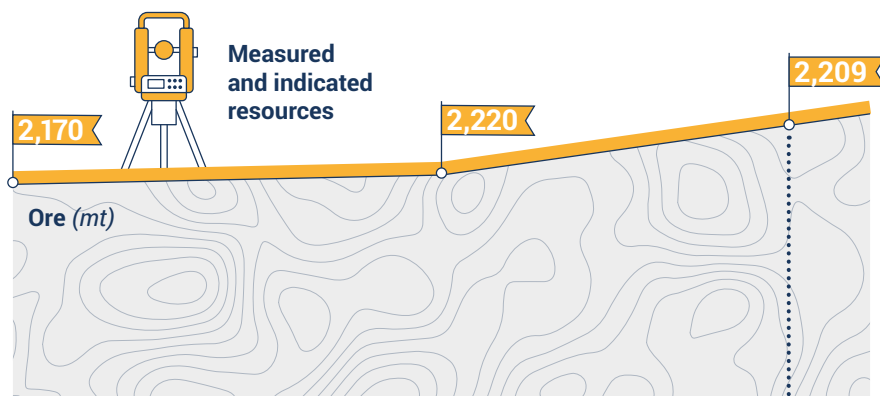 Measured
and indicated
resources
2,170
2,220
2,209
Ore (mt)